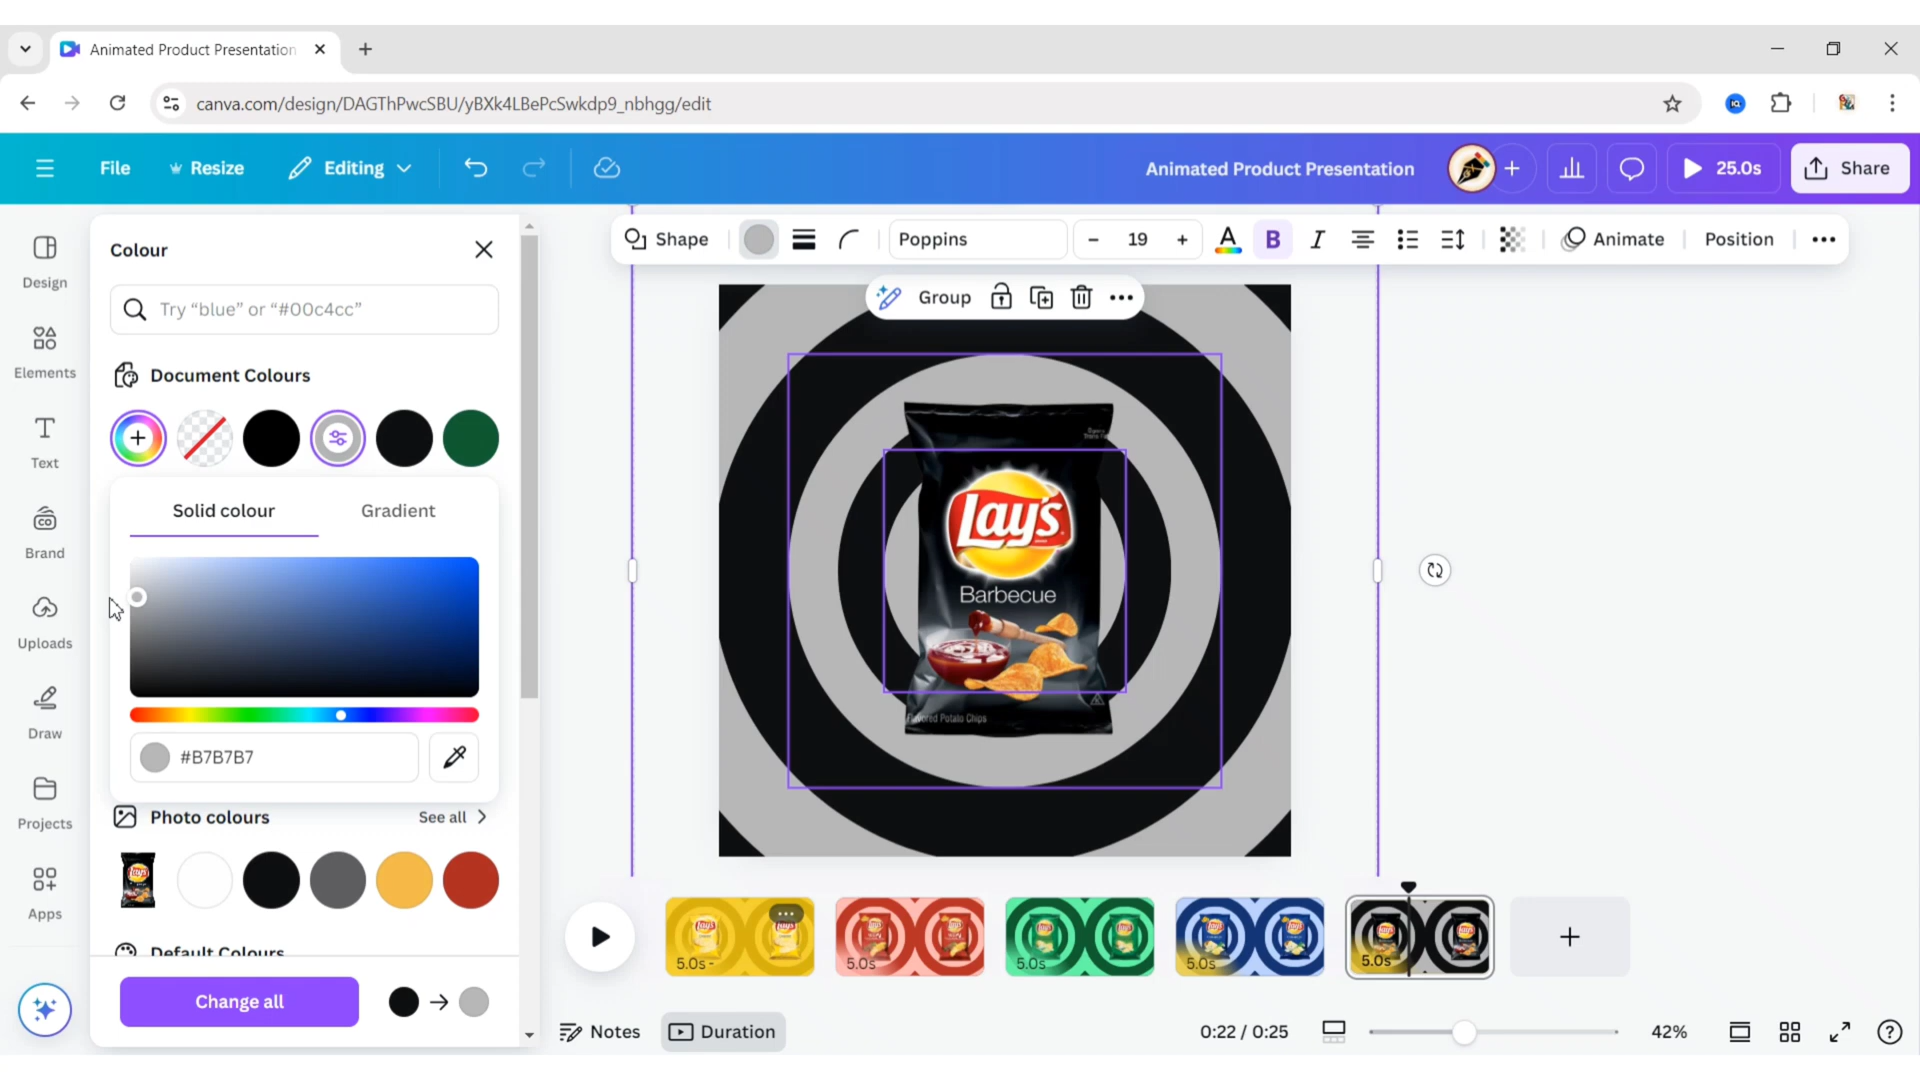 Animated Product Presentation
canva.com/design/DAGThPwcSBU/yBXk4LBePcSwkdp9_nbhgg/edit
File
Resize
Editing
Animated Product Presentation
25.0s
Share
Design
Elements
Text
Brand
Uploads
Draw
Projects
Apps
Colour
Try “blue” or “#00c4cc”
Document Colours
Solid colour
Gradient
#B7B7B7
Photo colours
See all
Default Colours
Change all
Shape
Poppins
– 19 +
A
B
I
Animate
Position
Group
Lay's
Barbecue
Flavored Potato Chips
5.0s
5.0s
5.0s
5.0s
5.0s
Notes
Duration
0:22 / 0:25
42%